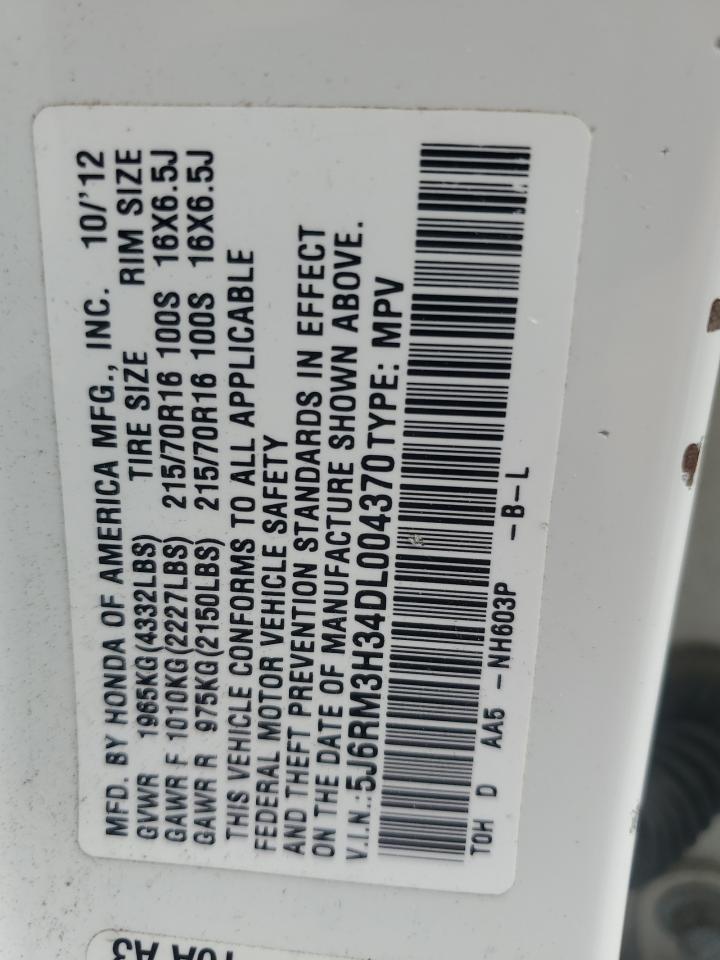 MFD. BY HONDA OF AMERICA MFG., INC. 10/'12
GVWR 1965KG(4332LBS) TIRE SIZE RIM SIZE
GAWR F 1010KG(2227LBS) 215/70R16 100S 16X6.5J
GAWR R 975KG(2150LBS) 215/70R16 100S 16X6.5J
THIS VEHICLE CONFORMS TO ALL APPLICABLE
FEDERAL MOTOR VEHICLE SAFETY
AND THEFT PREVENTION STANDARDS IN EFFECT
ON THE DATE OF MANUFACTURE SHOWN ABOVE.
V.I.N.:5J6RM3H34DL004370 TYPE: MPV
TOH D AA5 -NH603P -B-L